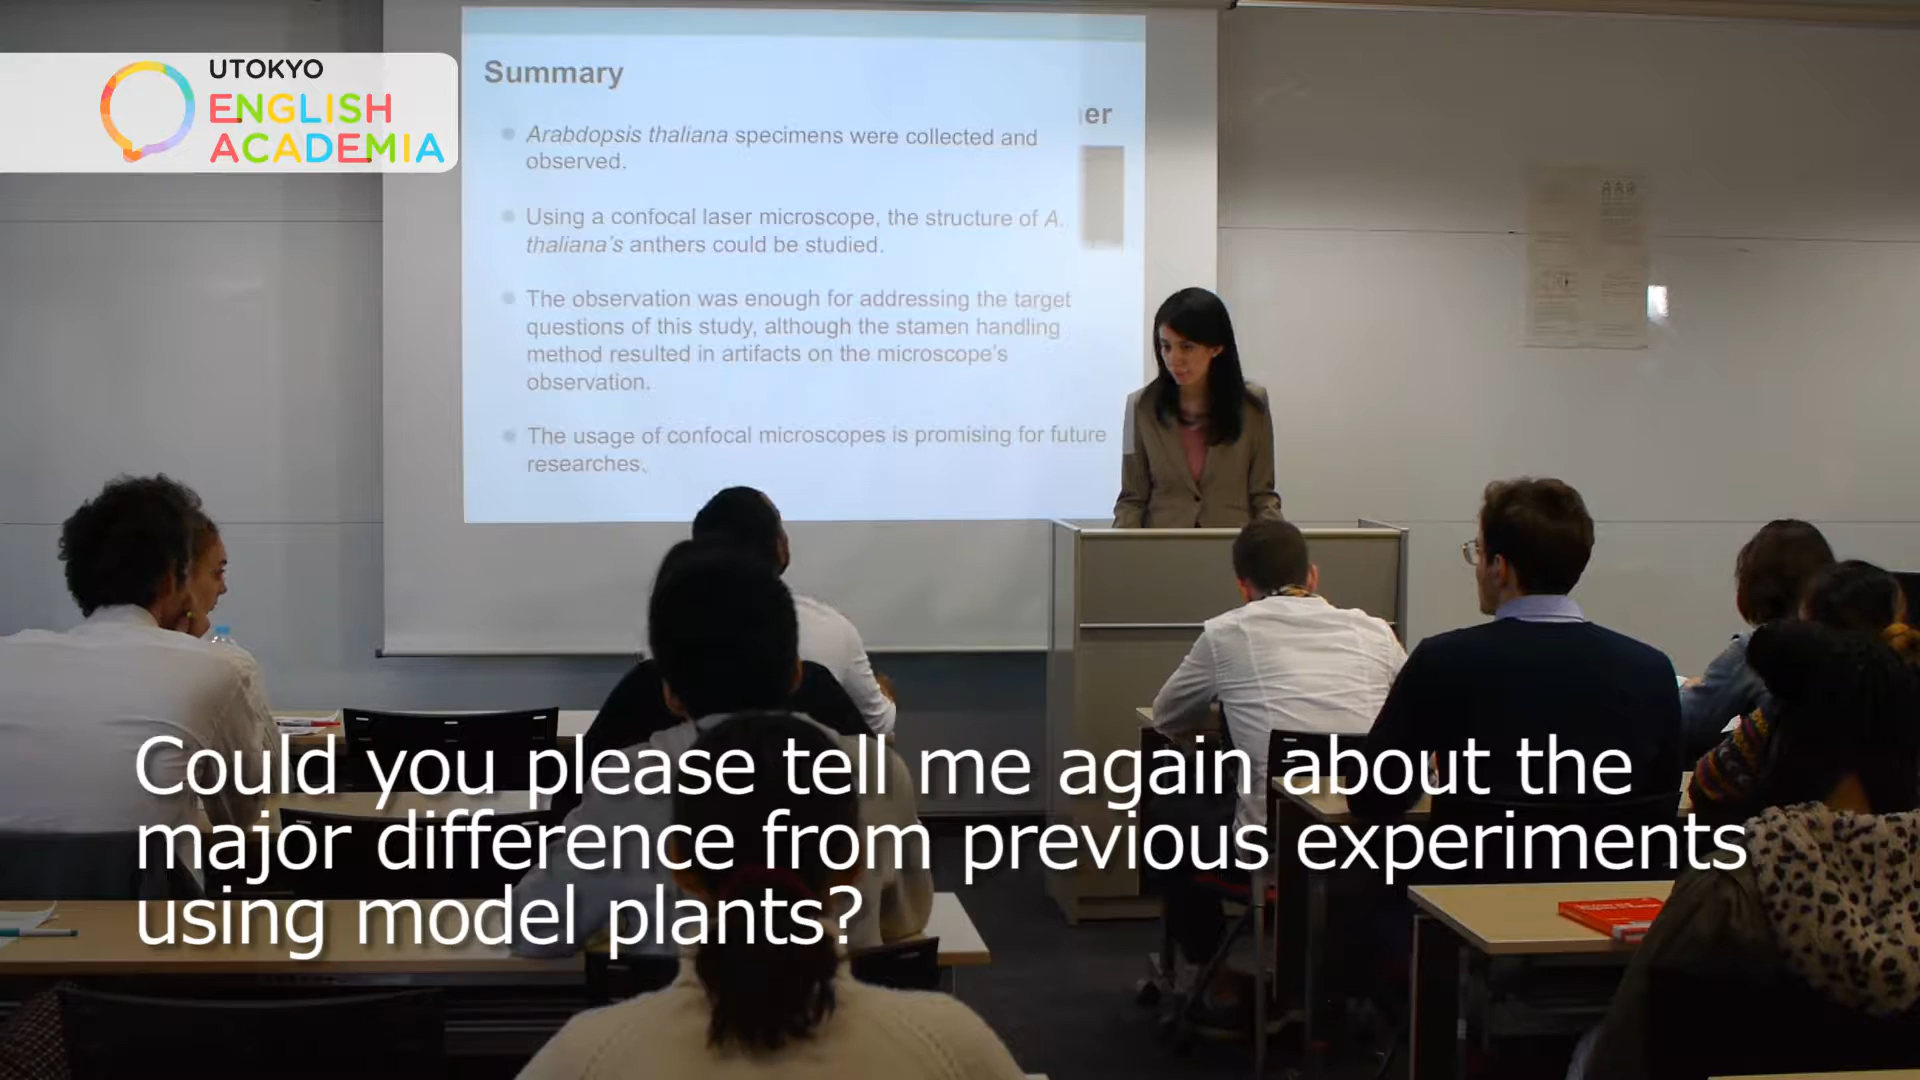 UTOKYO
ENGLISH
ACADEMIA
Summary
er
Arabdopsis thaliana specimens were collected and
observed.
Using a confocal laser microscope, the structure of A.
thaliana's anthers could be studied.
The observation was enough for addressing the target
questions of this study, although the stamen handling
method resulted in artifacts on the microscope's
observation.
The usage of confocal microscopes is promising for future
researches.
Could you please tell me again about the
major difference from previous experiments
using model plants?